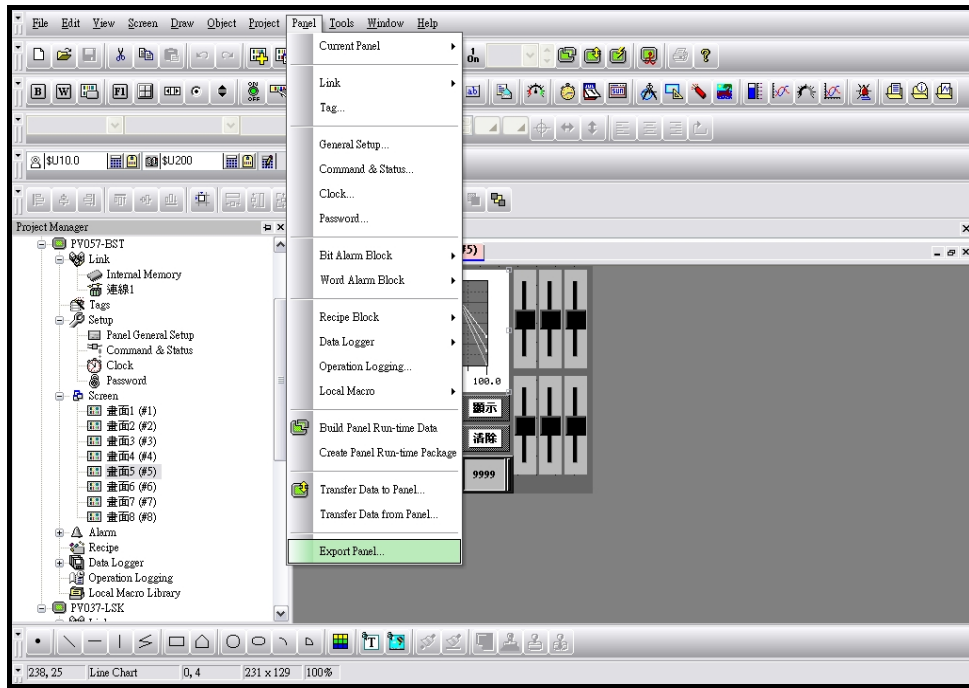 File Edit View Screen Draw Object Project Panel Tools Window Help
1
On
B W F1 ON OFF ab
$U10.0 $U200
Project Manager
PV057-BST
Link
Internal Memory
連線1
Tags
Setup
Panel General Setup
Command & Status
Clock
Password
Screen
畫面1 (#1)
畫面2 (#2)
畫面3 (#3)
畫面4 (#4)
畫面5 (#5)
畫面6 (#6)
畫面7 (#7)
畫面8 (#8)
Alarm
Recipe
Data Logger
Operation Logging
Local Macro Library
PV037-LSK
Current Panel
Link
Tag...
General Setup...
Command & Status...
Clock...
Password...
Bit Alarm Block
Word Alarm Block
Recipe Block
Data Logger
Operation Logging...
Local Macro
Build Panel Run-time Data
Create Panel Run-time Package
Transfer Data to Panel...
Transfer Data from Panel...
Export Panel...
#5)
100.0
顯示
清除
9999
T
238, 25 Line Chart 0, 4 231 x 129 100%